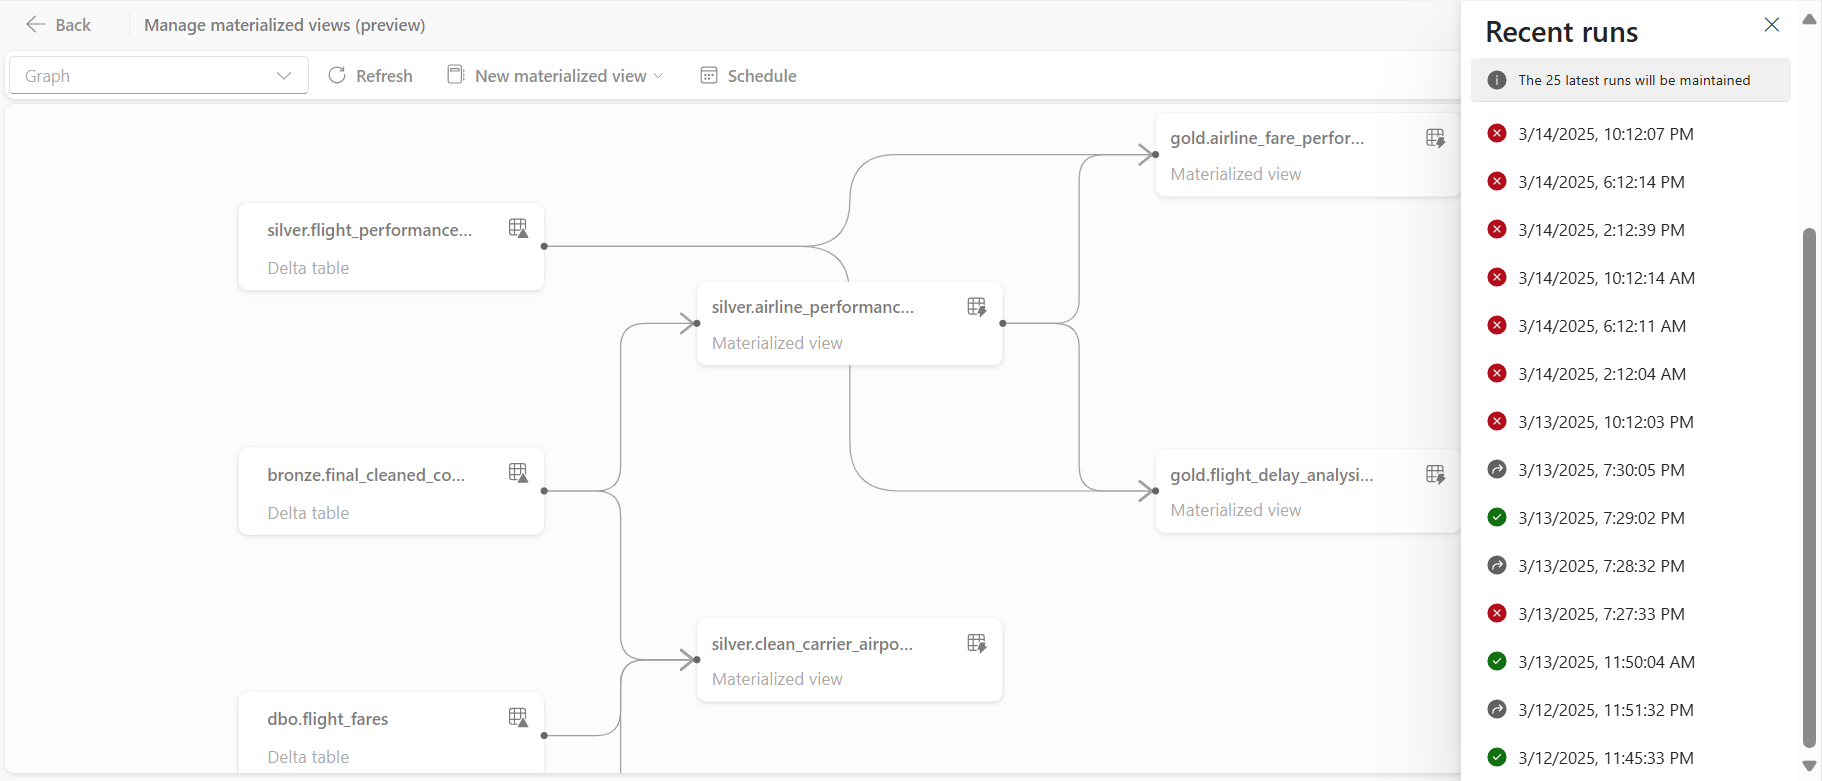 Back
Manage materialized views (preview)
Graph
Refresh
New materialized view
Schedule
silver.flight_performance...
Delta table
bronze.final_cleaned_co...
Delta table
dbo.flight_fares
Delta table
silver.airline_performanc...
Materialized view
silver.clean_carrier_airpo...
Materialized view
gold.airline_fare_perfor...
Materialized view
gold.flight_delay_analysi...
Materialized view
Recent runs
The 25 latest runs will be maintained
3/14/2025, 10:12:07 PM
3/14/2025, 6:12:14 PM
3/14/2025, 2:12:39 PM
3/14/2025, 10:12:14 AM
3/14/2025, 6:12:11 AM
3/14/2025, 2:12:04 AM
3/13/2025, 10:12:03 PM
3/13/2025, 7:30:05 PM
3/13/2025, 7:29:02 PM
3/13/2025, 7:28:32 PM
3/13/2025, 7:27:33 PM
3/13/2025, 11:50:04 AM
3/12/2025, 11:51:32 PM
3/12/2025, 11:45:33 PM